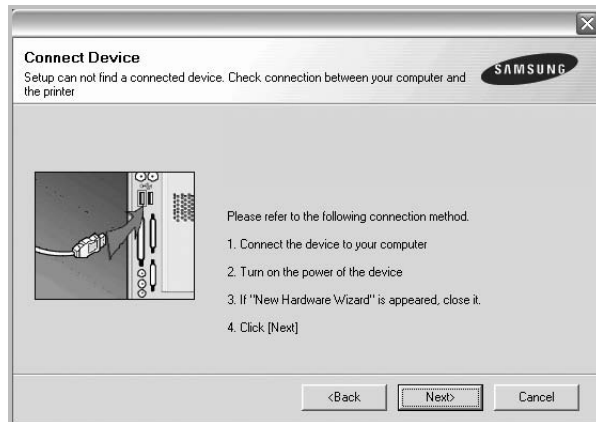 Connect Device
Setup can not find a connected device. Check connection between your computer and
the printer
SAMSUNG
Please refer to the following connection method.
1. Connect the device to your computer
2. Turn on the power of the device
3. If "New Hardware Wizard" is appeared, close it.
4. Click [Next]
<Back
Next>
Cancel